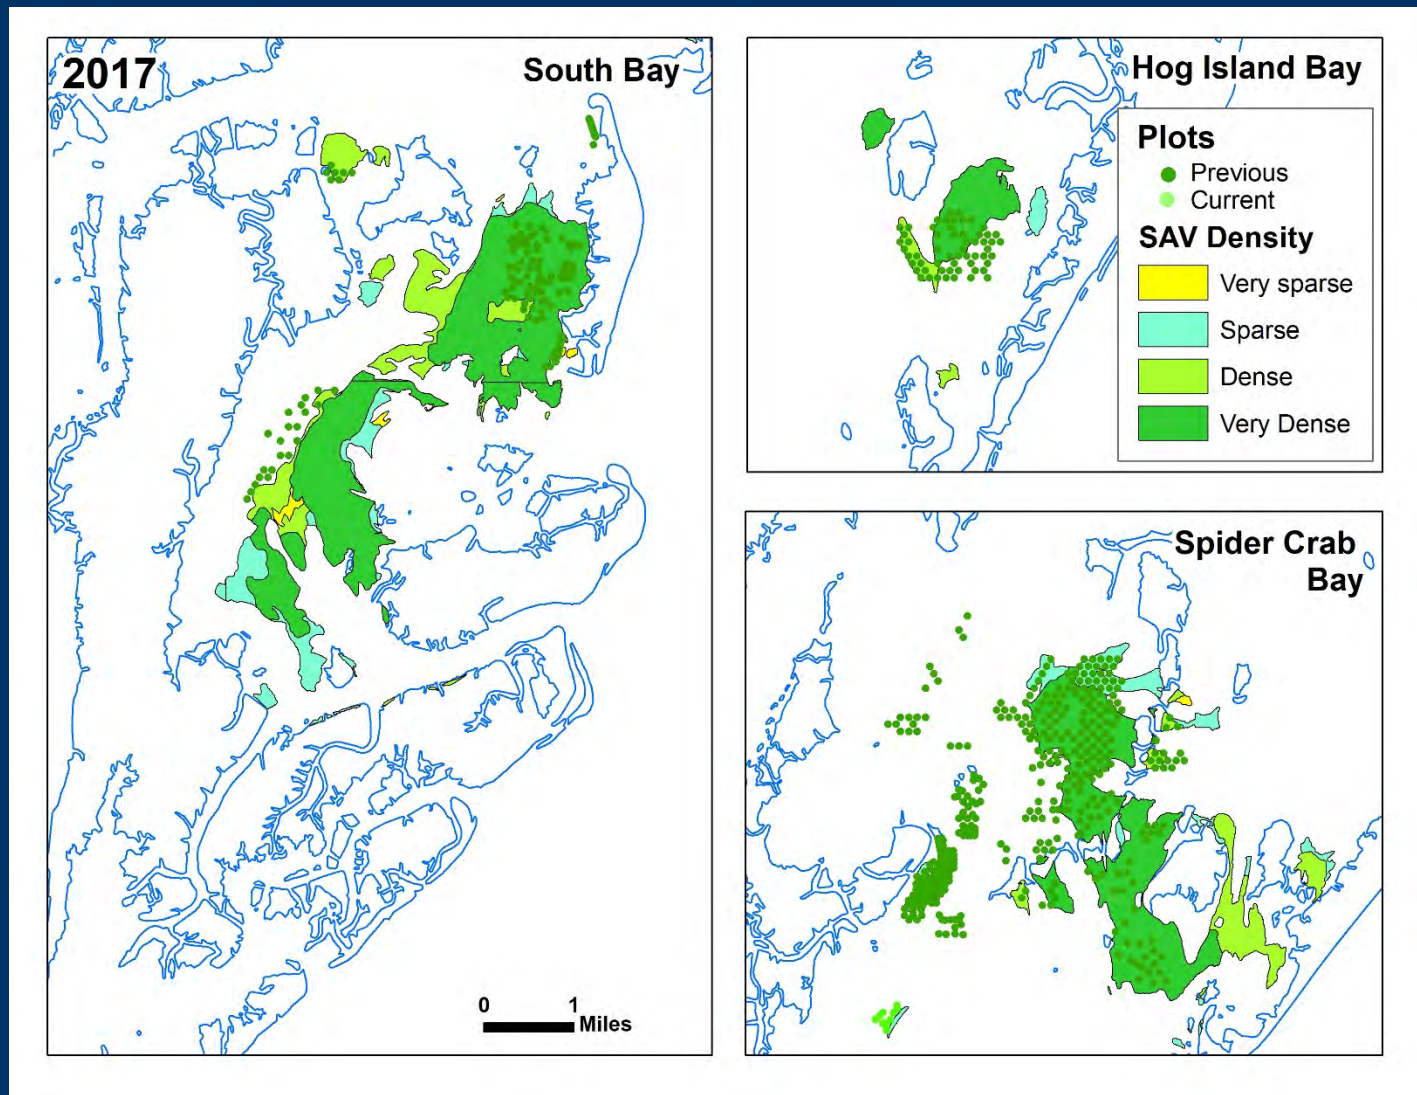 2017
South Bay
0 1
Miles
Hog Island Bay
Plots
Previous
Current
SAV Density
Very sparse
Sparse
Dense
Very Dense
Spider Crab
Bay